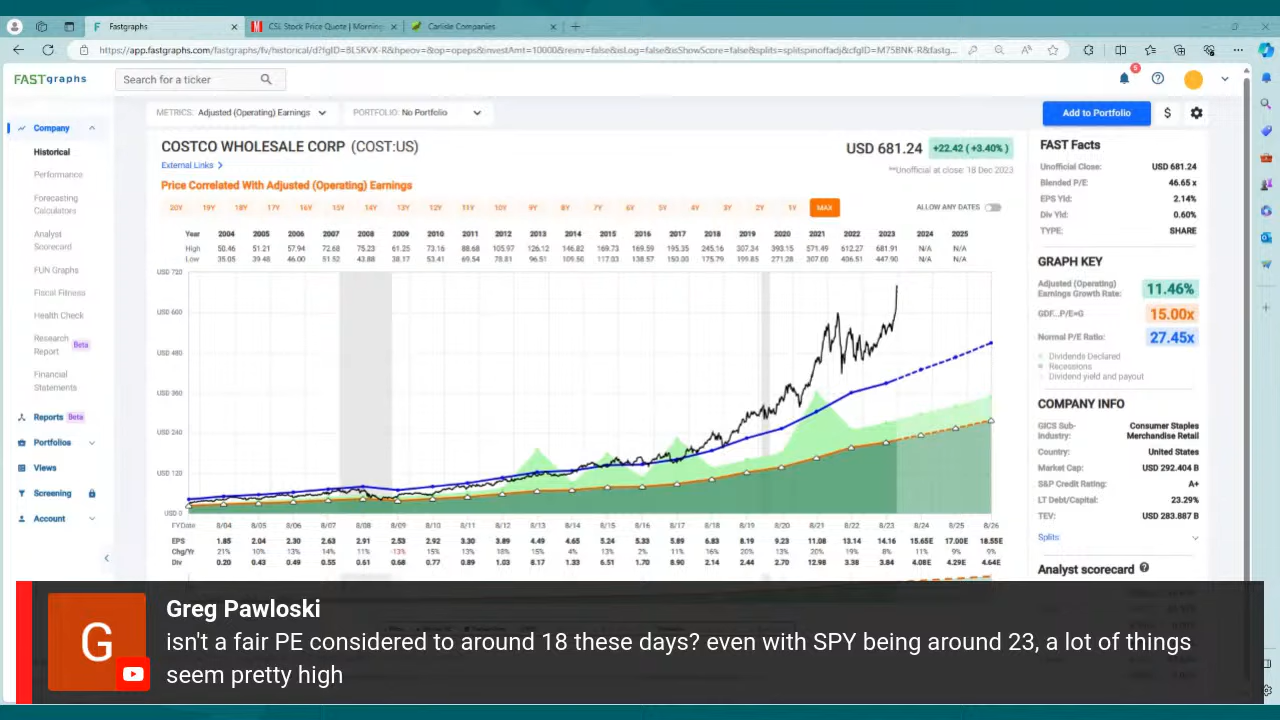 Fastgraphs
CSL Stock Price Quote | Morning
Carlisle Companies
https://app.fastgraphs.com/fastgraphs/fv/historical/d?fgID=BL5KVX-R&hpeov=&op=opeps&investAmt=10000&reinv=false&isLog=false&isShowScore=false&splits=splitspinoffadj&cfgID=M75BNK-R&fastg...
FASTgraphs
Search for a ticker
5
METRICS: Adjusted (Operating) Earnings
PORTFOLIO: No Portfolio
Add to Portfolio
$
Company
Historical
Performance
Forecasting
Calculators
Analyst
Scorecard
FUN Graphs
Fiscal Fitness
Health Check
Research
Report Beta
Financial
Statements
Reports Beta
Portfolios
Views
Screening
Account
COSTCO WHOLESALE CORP (COST:US)
USD 681.24 +22.42 ( +3.40% )
External Links
**Unofficial at close: 18 Dec 2023
Price Correlated With Adjusted (Operating) Earnings
20Y 19Y 18Y 17Y 16Y 15Y 14Y 13Y 12Y 11Y 10Y 9Y 8Y 7Y 6Y 5Y 4Y 3Y 2Y 1Y MAX
ALLOW ANY DATES
Year 2004 2005 2006 2007 2008 2009 2010 2011 2012 2013 2014 2015 2016 2017 2018 2019 2020 2021 2022 2023 2024 2025
High 50.46 51.21 57.94 72.68 75.23 61.25 73.16 88.68 105.97 126.12 146.82 169.73 169.59 195.35 245.16 307.34 393.15 571.49 612.27 681.91 N/A N/A
Low 35.05 39.48 46.00 51.52 43.88 38.17 53.41 69.54 78.81 96.51 109.50 117.03 138.57 150.00 175.79 199.85 271.28 307.00 406.51 447.90 N/A N/A
USD 720
USD 600
USD 480
USD 360
USD 240
USD 120
USD 0
FYDate 8/04 8/05 8/06 8/07 8/08 8/09 8/10 8/11 8/12 8/13 8/14 8/15 8/16 8/17 8/18 8/19 8/20 8/21 8/22 8/23 8/24 8/25 8/26
EPS 1.85 2.04 2.30 2.63 2.91 2.53 2.92 3.30 3.89 4.49 4.65 5.24 5.33 5.89 6.83 8.19 9.23 11.08 13.14 14.16 15.65E 17.00E 18.55E
Chg/Yr 21% 10% 13% 14% 11% -13% 15% 13% 18% 15% 4% 13% 2% 11% 16% 20% 13% 20% 19% 8% 11% 9% 9%
Div 0.20 0.43 0.49 0.55 0.61 0.68 0.77 0.89 1.03 8.17 1.33 6.51 1.70 8.90 2.14 2.44 2.70 12.98 3.38 3.84 4.08E 4.29E 4.64E
FAST Facts
Unofficial Close: USD 681.24
Blended P/E: 46.65 x
EPS Yld: 2.14%
Div Yld: 0.60%
TYPE: SHARE
GRAPH KEY
Adjusted (Operating)
Earnings Growth Rate: 11.46%
GDF...P/E=G 15.00x
Normal P/E Ratio: 27.45x
Dividends Declared
Recessions
Dividend yield and payout
COMPANY INFO
GICS Sub-
Industry: Consumer Staples
Merchandise Retail
Country: United States
Market Cap: USD 292.404 B
S&P Credit Rating: A+
LT Debt/Capital: 23.29%
TEV: USD 283.887 B
Splits:
Analyst scorecard
G
Greg Pawloski
isn't a fair PE considered to around 18 these days? even with SPY being around 23, a lot of things
seem pretty high